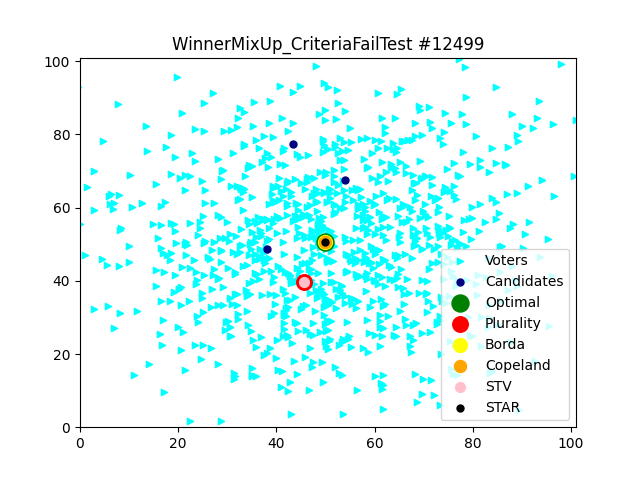 WinnerMixUp_CriteriaFailTest #12499
100
80
60
40
20
0
0
20
40
60
80
100
Voters
Candidates
Optimal
Plurality
Borda
Copeland
STV
STAR